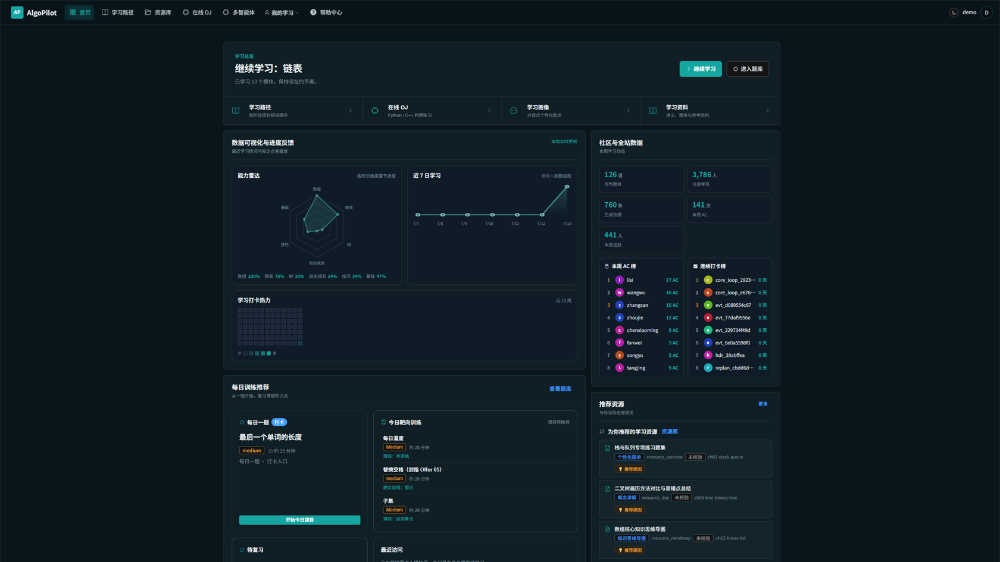 AP AlgoPilot 首页 学习路径 资源库 在线 OJ 多智能体 我的学习 帮助中心 demo D
学习总览
继续学习：链表
已学习 13 个模块，保持现在的节奏。
继续学习 进入题库
学习路径
按阶段规划模块顺序
在线 OJ
Python / C++ 判题练习
学习画像
对话式个性化起点
学习资料
讲义、题单与参考资料
数据可视化与进度反馈
最近学习情况与知识点掌握度
本地实时更新
能力雷达 各知识维度章节进度
数组
基础 链表
技巧 树
动态规划
数组 100% 链表 78% 树 20% 动态规划 14% 技巧 34% 基础 47%
近 7 日学习 访问 + 刷题加权
7/7 7/8 7/9 7/10 7/11 7/12 7/13
学习打卡热力 近 12 周
少 多
社区与全站数据
本周学习动态
126 道
可判题目
3,786 人
注册学员
760 条
生成资源
141 次
本周 AC
441 人
本周活跃
本周 AC 榜
1 l lisi 17 AC
2 w wangwu 16 AC
3 z zhangsan 15 AC
4 z zhoujie 12 AC
5 c chenxiaoming 9 AC
6 f fanwei 5 AC
7 s songyu 5 AC
8 t tangjing 5 AC
连续打卡榜
1 c core_loop_2823… 0 天
2 c core_loop_e676… 0 天
3 e evt_d089554c67 0 天
4 e evt_77daf9956e 0 天
5 e evt_229734f49d 0 天
6 e evt_6e0a5598f0 0 天
7 h hdr_38abffea 0 天
8 r replan_cbdd6d… 0 天
每日训练推荐
从一题开始，复习薄弱知识点
查看题库
每日一题 打卡
最后一个单词的长度
medium 约 15 分钟
每日一题 · 打卡入口
开始今日题目
今日靶向训练 薄弱项推荐
每日温度
Medium 约 28 分钟
薄弱：单调栈
替换空格（剑指 Offer 05）
medium 约 20 分钟
建议加强：图论
子集
Medium 约 28 分钟
薄弱：回溯算法
待复习
最近访问
推荐资源
与你当前进度相关
更多
为你推荐的学习资源 资源库
栈与队列专项练习题集
个性化题单 resource_exercise 未校验 ch03-stack-queue
推荐原因
二叉树遍历方法对比与易错点总结
概念讲解 resource_doc 未校验 ch05-tree-binary-tree
推荐原因
数组核心知识思维导图
知识思维导图 resource_mindmap 未校验 ch02-linear-list
推荐原因